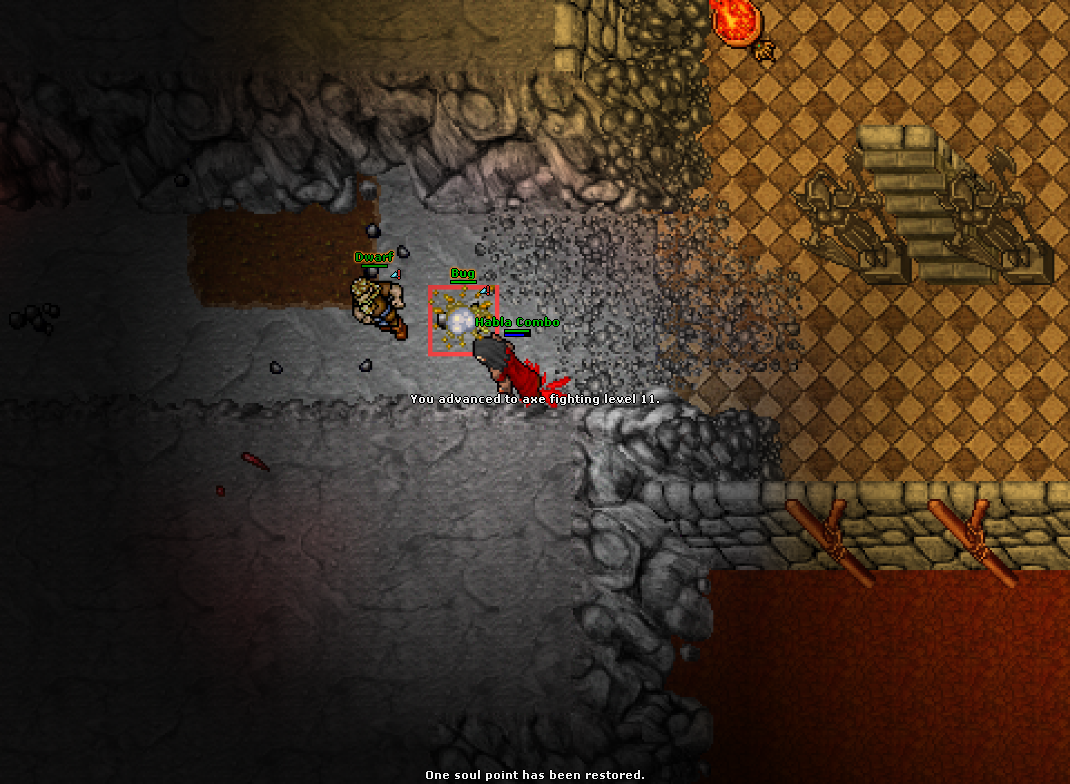 Dwarf
Bug
Habla Combo
You advanced to axe fighting level 11.
One soul point has been restored.